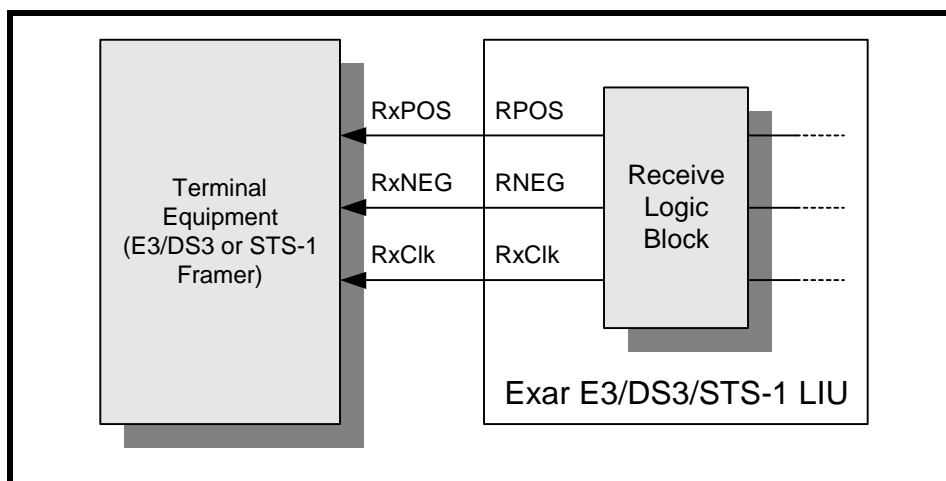 RxPOS
RPOS
RxNEG
RNEG
RxClk
RxClk
Terminal
Equipment
(E3/DS3 or STS-1
Framer)
Receive
Logic
Block
Exar E3/DS3/STS-1 LIU